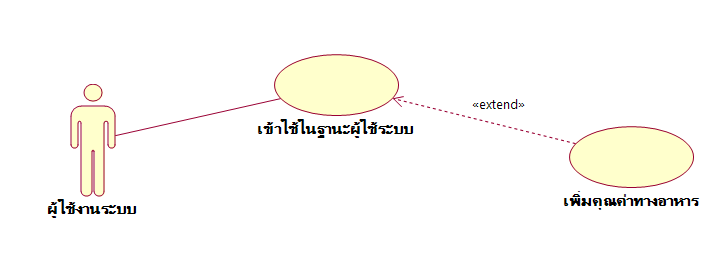 «extend»
เข้าใช้ในฐานะผู้ใช้ระบบ
เพิ่มคุณค่าทางอาหาร
ผู้ใช้งานระบบ